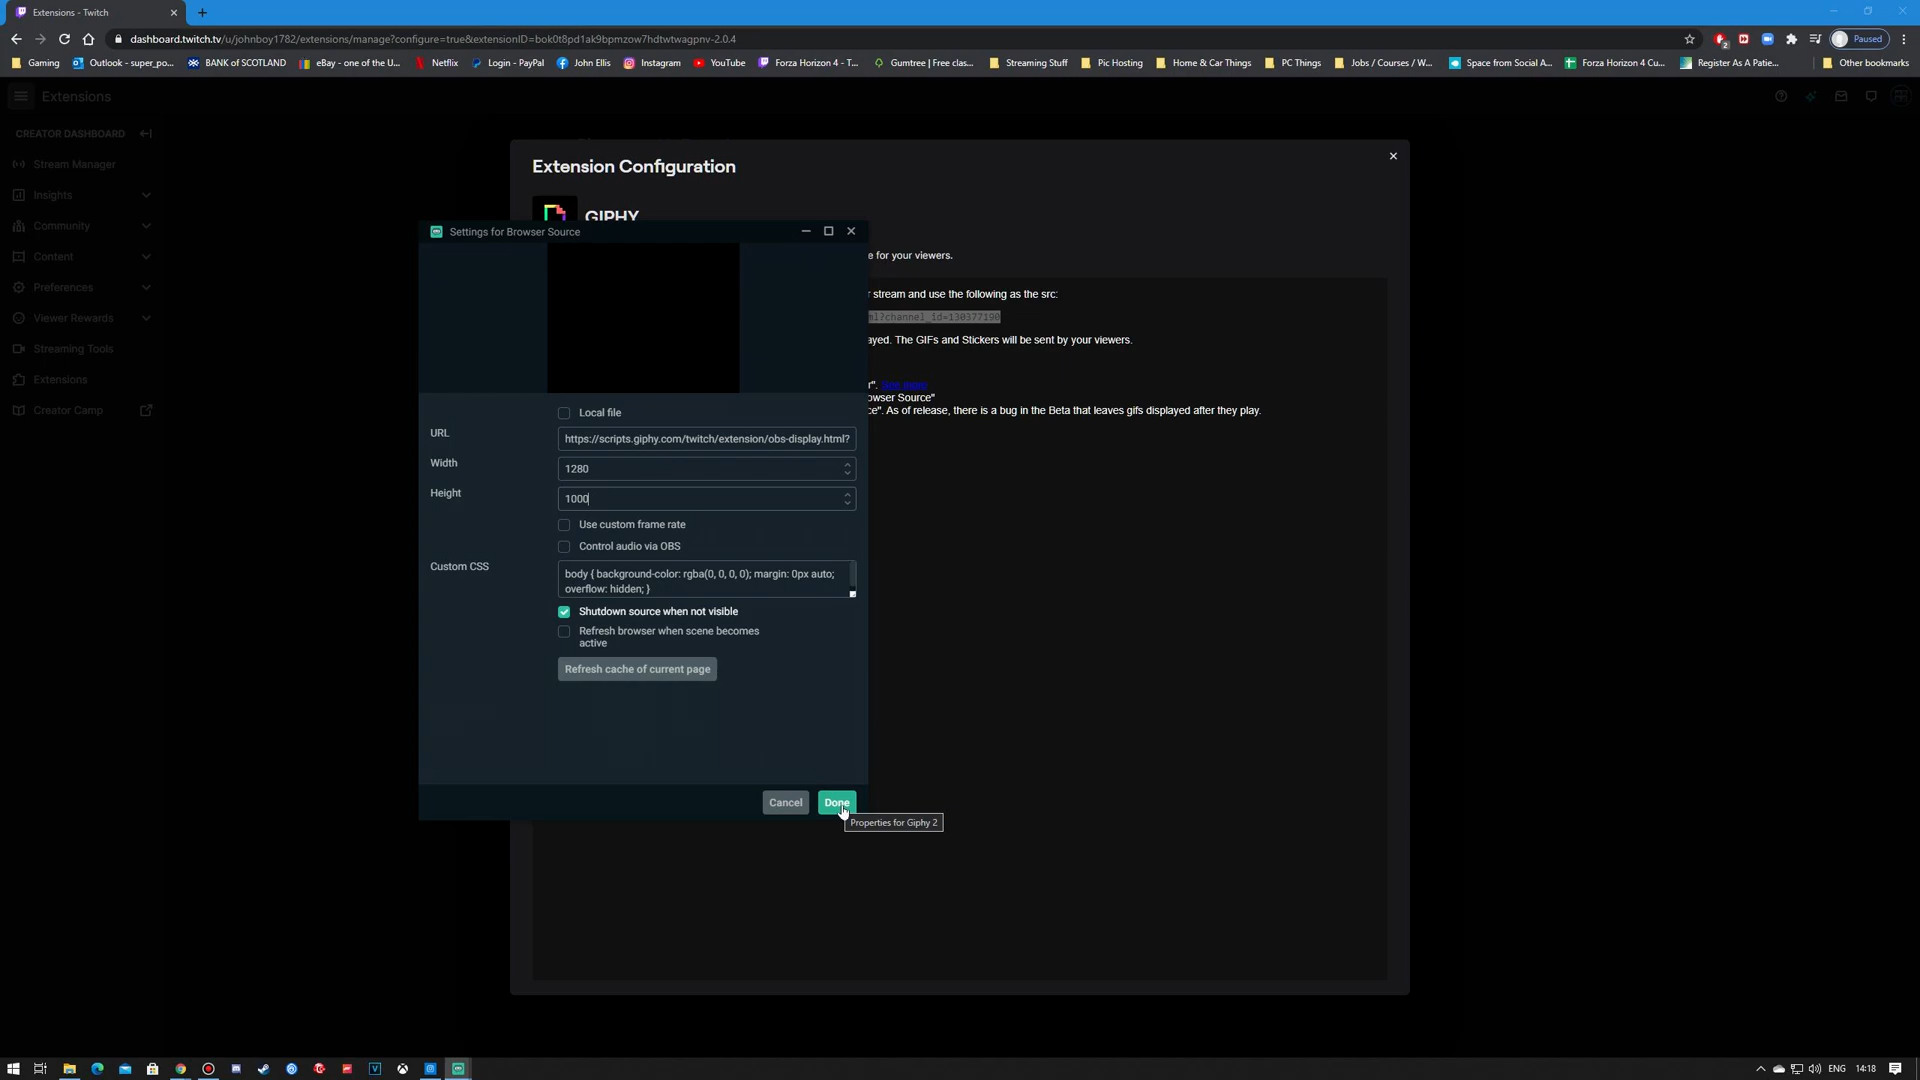 Extensions - Twitch
dashboard.twitch.tv/u/johnboy1782/extensions/manage?configure=true&extensionID=bok0t8pd1ak9bpmzow7hdtwtwagpnv-2.0.4
2
Paused
Gaming
Outlook - super_po...
BANK of SCOTLAND
eBay - one of the U...
Netflix
Login - PayPal
John Ellis
Instagram
YouTube
Forza Horizon 4 - T...
Gumtree | Free clas...
Streaming Stuff
Pic Hosting
Home & Car Things
PC Things
Jobs / Courses / W...
Space from Social A...
Forza Horizon 4 Cu...
Register As A Patie...
Other bookmarks
Extensions
CREATOR DASHBOARD
Stream Manager
Insights
Community
Content
Preferences
Viewer Rewards
Streaming Tools
Extensions
Creator Camp
Extension Configuration
GIPHY
e for your viewers.
r stream and use the following as the src:
ml?channel_id=130377190
ayed. The GIFs and Stickers will be sent by your viewers.
r".
owser Source"
ce". As of release, there is a bug in the Beta that leaves gifs displayed after they play.
Settings for Browser Source
Local file
URL
https://scripts.giphy.com/twitch/extension/obs-display.html?
Width
1280
Height
1000
Use custom frame rate
Control audio via OBS
Custom CSS
body { background-color: rgba(0, 0, 0, 0); margin: 0px auto;
overflow: hidden; }
Shutdown source when not visible
Refresh browser when scene becomes
active
Refresh cache of current page
Cancel
Done
Properties for Giphy 2
ENG
14:18